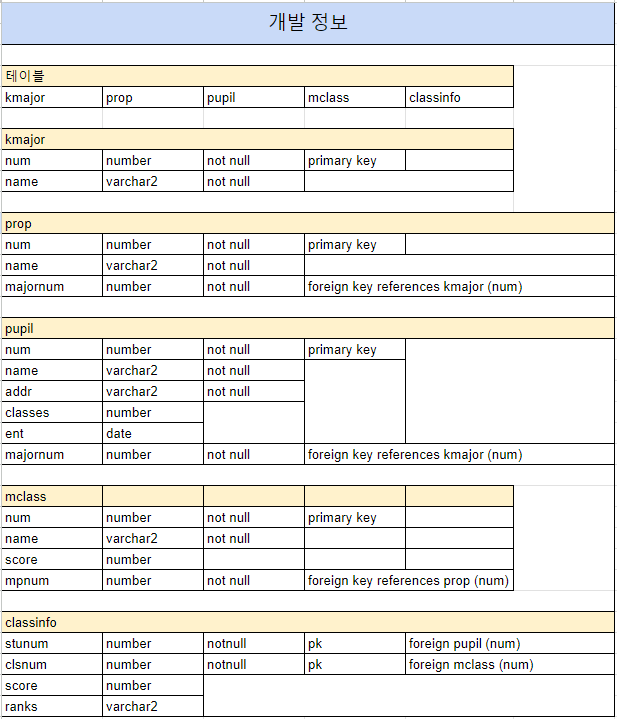 개발 정보
테이블
kmajor prop pupil mclass classinfo
kmajor
num number not null primary key
name varchar2 not null
prop
num number not null primary key
name varchar2 not null
majornum number not null foreign key references kmajor (num)
pupil
num number not null primary key
name varchar2 not null
addr varchar2 not null
classes number
ent date
majornum number not null foreign key references kmajor (num)
mclass
num number not null primary key
name varchar2 not null
score number
mpnum number not null foreign key references prop (num)
classinfo
stunum number notnull pk foreign pupil (num)
clsnum number notnull pk foreign mclass (num)
score number
ranks varchar2